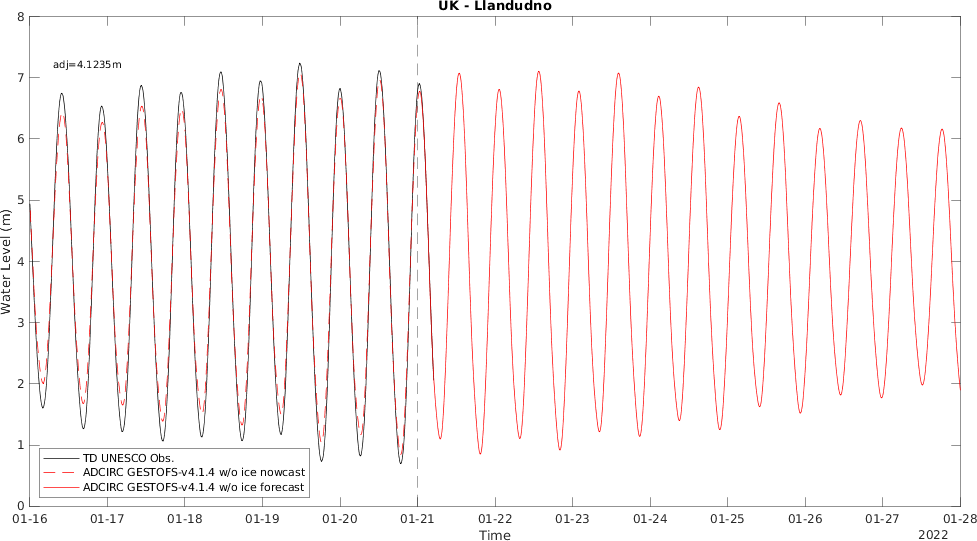 UK - Llandudno
adj=4.1235m
Water Level (m)
8
7
6
5
4
3
2
1
0
TD UNESCO Obs.
ADCIRC GESTOFS-v4.1.4 w/o ice nowcast
ADCIRC GESTOFS-v4.1.4 w/o ice forecast
01-16 01-17 01-18 01-19 01-20 01-21 01-22 01-23 01-24 01-25 01-26 01-27 01-28
Time
2022